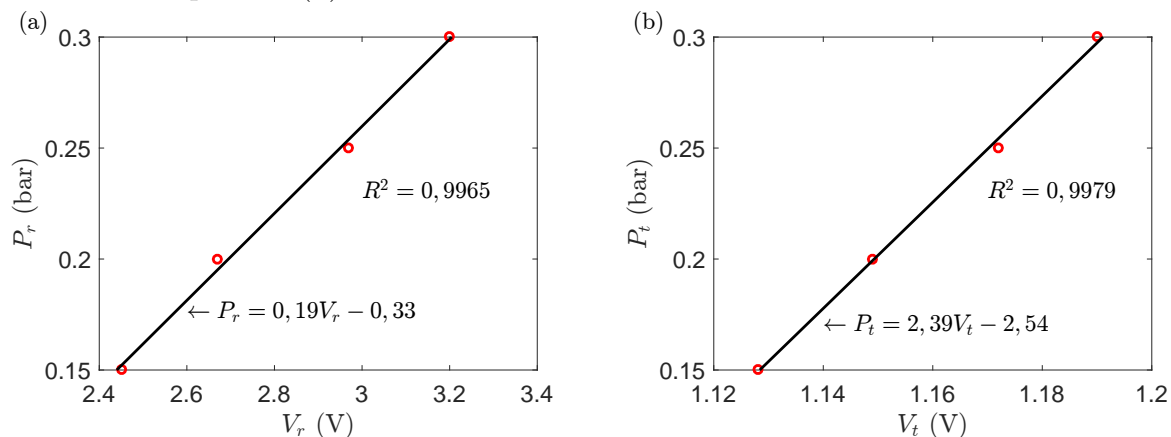 (a)
0.3
0.25
0.2
0.15
P_r (bar)
R² = 0,9965
← P_r = 0,19V_r − 0,33
2.4 2.6 2.8 3 3.2 3.4
V_r (V)
(b)
0.3
0.25
0.2
0.15
P_t (bar)
R² = 0,9979
← P_t = 2,39V_t − 2,54
1.12 1.14 1.16 1.18 1.2
V_t (V)